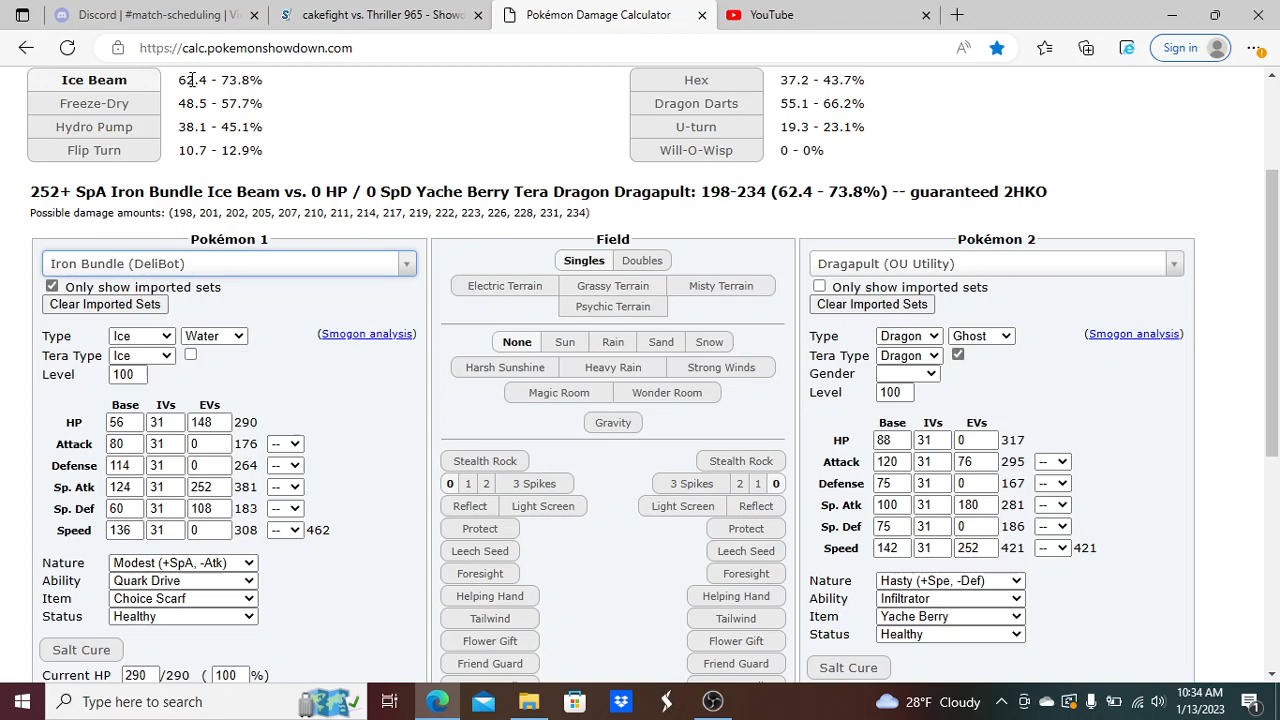 Discord | #match-scheduling | Vi
cakefight vs. Thriller 965 - Showd
Pokémon Damage Calculator
YouTube
https://calc.pokemonshowdown.com
Sign in
Ice Beam 62.4 - 73.8%
Freeze-Dry 48.5 - 57.7%
Hydro Pump 38.1 - 45.1%
Flip Turn 10.7 - 12.9%
Hex 37.2 - 43.7%
Dragon Darts 55.1 - 66.2%
U-turn 19.3 - 23.1%
Will-O-Wisp 0 - 0%
252+ SpA Iron Bundle Ice Beam vs. 0 HP / 0 SpD Yache Berry Tera Dragon Dragapult: 198-234 (62.4 - 73.8%) -- guaranteed 2HKO
Possible damage amounts: (198, 201, 202, 205, 207, 210, 211, 214, 217, 219, 222, 223, 226, 228, 231, 234)
Pokémon 1
Iron Bundle (DeliBot)
Only show imported sets
Clear Imported Sets
Type Ice Water (Smogon analysis)
Tera Type Ice
Level 100
Base IVs EVs
HP 56 31 148 290
Attack 80 31 0 176 --
Defense 114 31 0 264 --
Sp. Atk 124 31 252 381 --
Sp. Def 60 31 108 183 --
Speed 136 31 0 308 -- 462
Nature Modest (+SpA, -Atk)
Ability Quark Drive
Item Choice Scarf
Status Healthy
Salt Cure
Current HP 290 /290 ( 100 %)
Field
Singles Doubles
Electric Terrain Grassy Terrain Misty Terrain
Psychic Terrain
None Sun Rain Sand Snow
Harsh Sunshine Heavy Rain Strong Winds
Magic Room Wonder Room
Gravity
Stealth Rock Stealth Rock
0 1 2 3 Spikes 3 Spikes 2 1 0
Reflect Light Screen Light Screen Reflect
Protect Protect
Leech Seed Leech Seed
Foresight Foresight
Helping Hand Helping Hand
Tailwind Tailwind
Flower Gift Flower Gift
Friend Guard Friend Guard
Pokémon 2
Dragapult (OU Utility)
Only show imported sets
Clear Imported Sets
Type Dragon Ghost (Smogon analysis)
Tera Type Dragon
Gender
Level 100
Base IVs EVs
HP 88 31 0 317
Attack 120 31 76 295 --
Defense 75 31 0 167 --
Sp. Atk 100 31 180 281 --
Sp. Def 75 31 0 186 --
Speed 142 31 252 421 -- 421
Nature Hasty (+Spe, -Def)
Ability Infiltrator
Item Yache Berry
Status Healthy
Salt Cure
Type here to search
28°F Cloudy
10:34 AM
1/13/2023
1